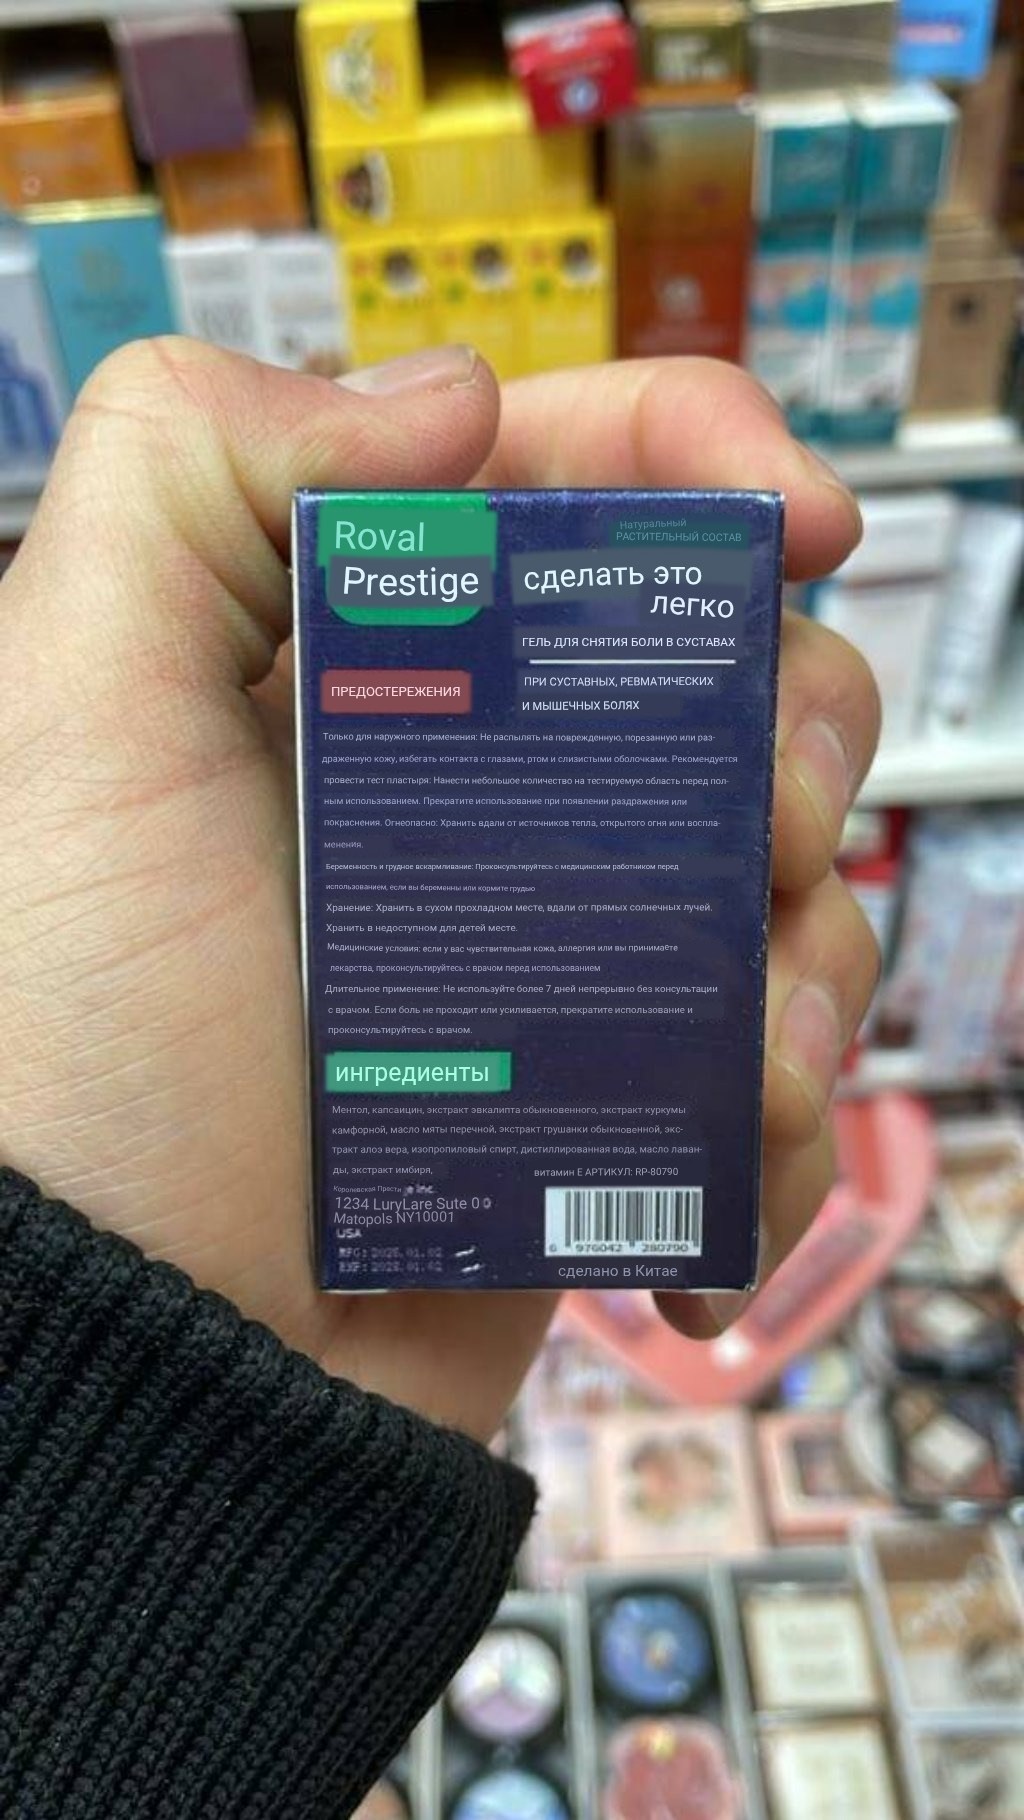 Roval
Prestige
Натуральный
РАСТИТЕЛЬНЫЙ СОСТАВ
сделать это
легко
ГЕЛЬ ДЛЯ СНЯТИЯ БОЛИ В СУСТАВАХ
ПРИ СУСТАВНЫХ, РЕВМАТИЧЕСКИХ
И МЫШЕЧНЫХ БОЛЯХ
ПРЕДОСТЕРЕЖЕНИЯ
Только для наружного применения: Не распылять на поврежденную, порезанную или раз-
драженную кожу, избегать контакта с глазами, ртом и слизистыми оболочками. Рекомендуется
провести тест пластыря: Нанести небольшое количество на тестируемую область перед пол-
ным использованием. Прекратите использование при появлении раздражения или
покраснения. Огнеопасно: Хранить вдали от источников тепла, открытого огня или воспла-
менения.
Беременность и грудное вскармливание: Проконсультируйтесь с медицинским работником перед
использованием, если вы беременны или кормите грудью
Хранение: Хранить в сухом прохладном месте, вдали от прямых солнечных лучей.
Хранить в недоступном для детей месте.
Медицинские условия: если у вас чувствительная кожа, аллергия или вы принимаете
лекарства, проконсультируйтесь с врачом перед использованием
Длительное применение: Не используйте более 7 дней непрерывно без консультации
с врачом. Если боль не проходит или усиливается, прекратите использование и
проконсультируйтесь с врачом.
ингредиенты
Ментол, капсаицин, экстракт эвкалипта обыкновенного, экстракт куркумы
камфорной, масло мяты перечной, экстракт грушанки обыкновенной, экс-
тракт алоэ вера, изопропиловый спирт, дистиллированная вода, масло лаван-
ды, экстракт имбиря,
витамин Е АРТИКУЛ: RP-80790
Королевская Прести
1234 LuryLare Sute 0 0
Matopols NY10001
USA
6 976042 280790
сделано в Китае